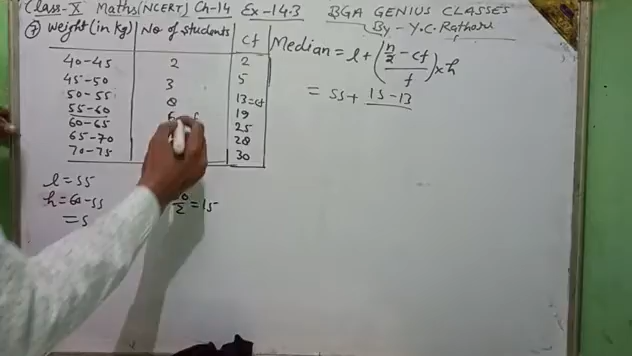 Class-X Maths (NCERT) Ch-14 Ex-14.3 BGA GENIUS CLASSES
By - Y.C. Rathore
⑦ Weight (in Kg) No of students cf
40-45 2 2
45-50 3 5
50-55 8 13=cf
55-60 6 19
60-65 25
65-70 28
70-75 30
Median = l + (n/2 - cf / f) × h
= 55 + 15-13
l = 55
h = 60-55
= 5
/2 = 15